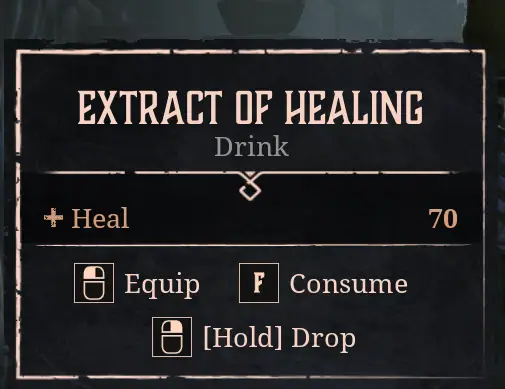 EXTRACT OF HEALING
Drink
Heal 70
Equip F Consume
[Hold] Drop